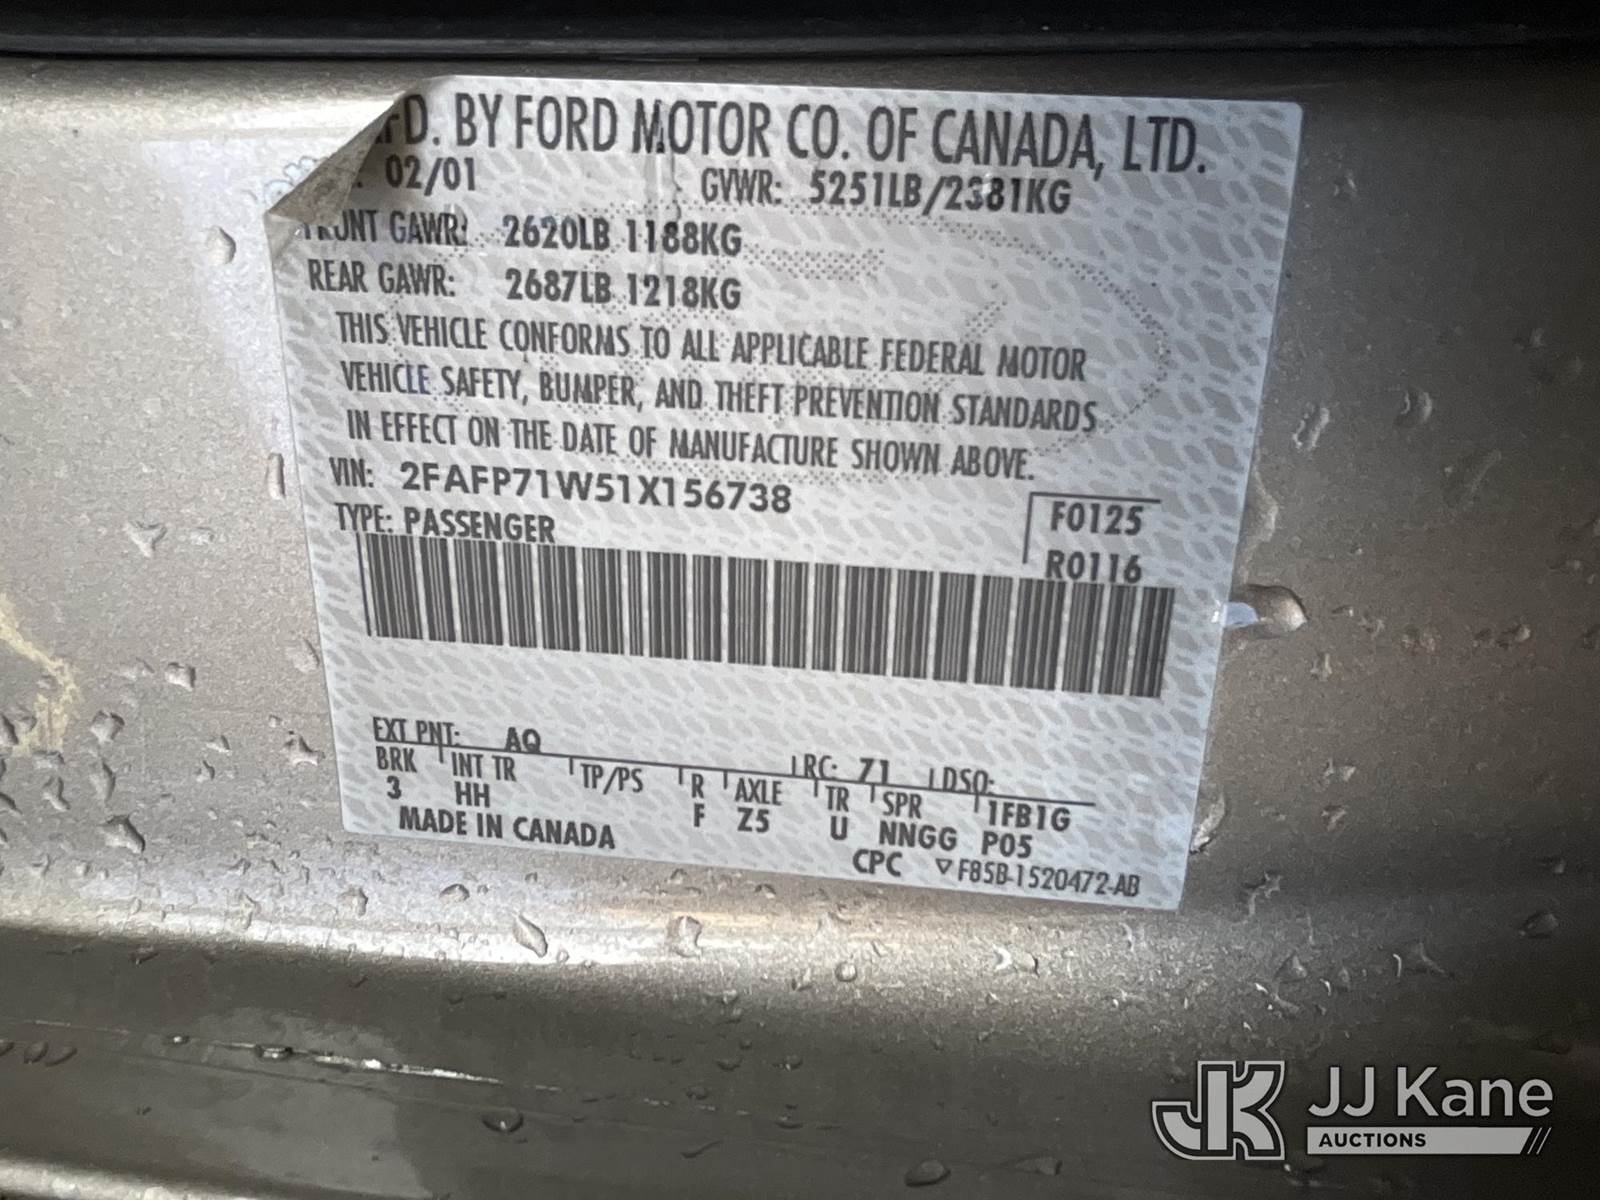 FD. BY FORD MOTOR CO. OF CANADA, LTD.
02/01 GVWR: 5251LB/2381KG
FRONT GAWR: 2620LB 1188KG
REAR GAWR: 2687LB 1218KG
THIS VEHICLE CONFORMS TO ALL APPLICABLE FEDERAL MOTOR
VEHICLE SAFETY, BUMPER, AND THEFT PREVENTION STANDARDS
IN EFFECT ON THE DATE OF MANUFACTURE SHOWN ABOVE.
VIN: 2FAFP71W51X156738
F0125
TYPE: PASSENGER
R0116
EXT PNT: AQ RC: 71 DSO:
BRK INT TR TP/PS R AXLE TR SPR 1FB1G
3 HH F Z5 U NNGG P05
MADE IN CANADA
CPC ▽F85B-1520472-AB
JK JJ Kane
AUCTIONS